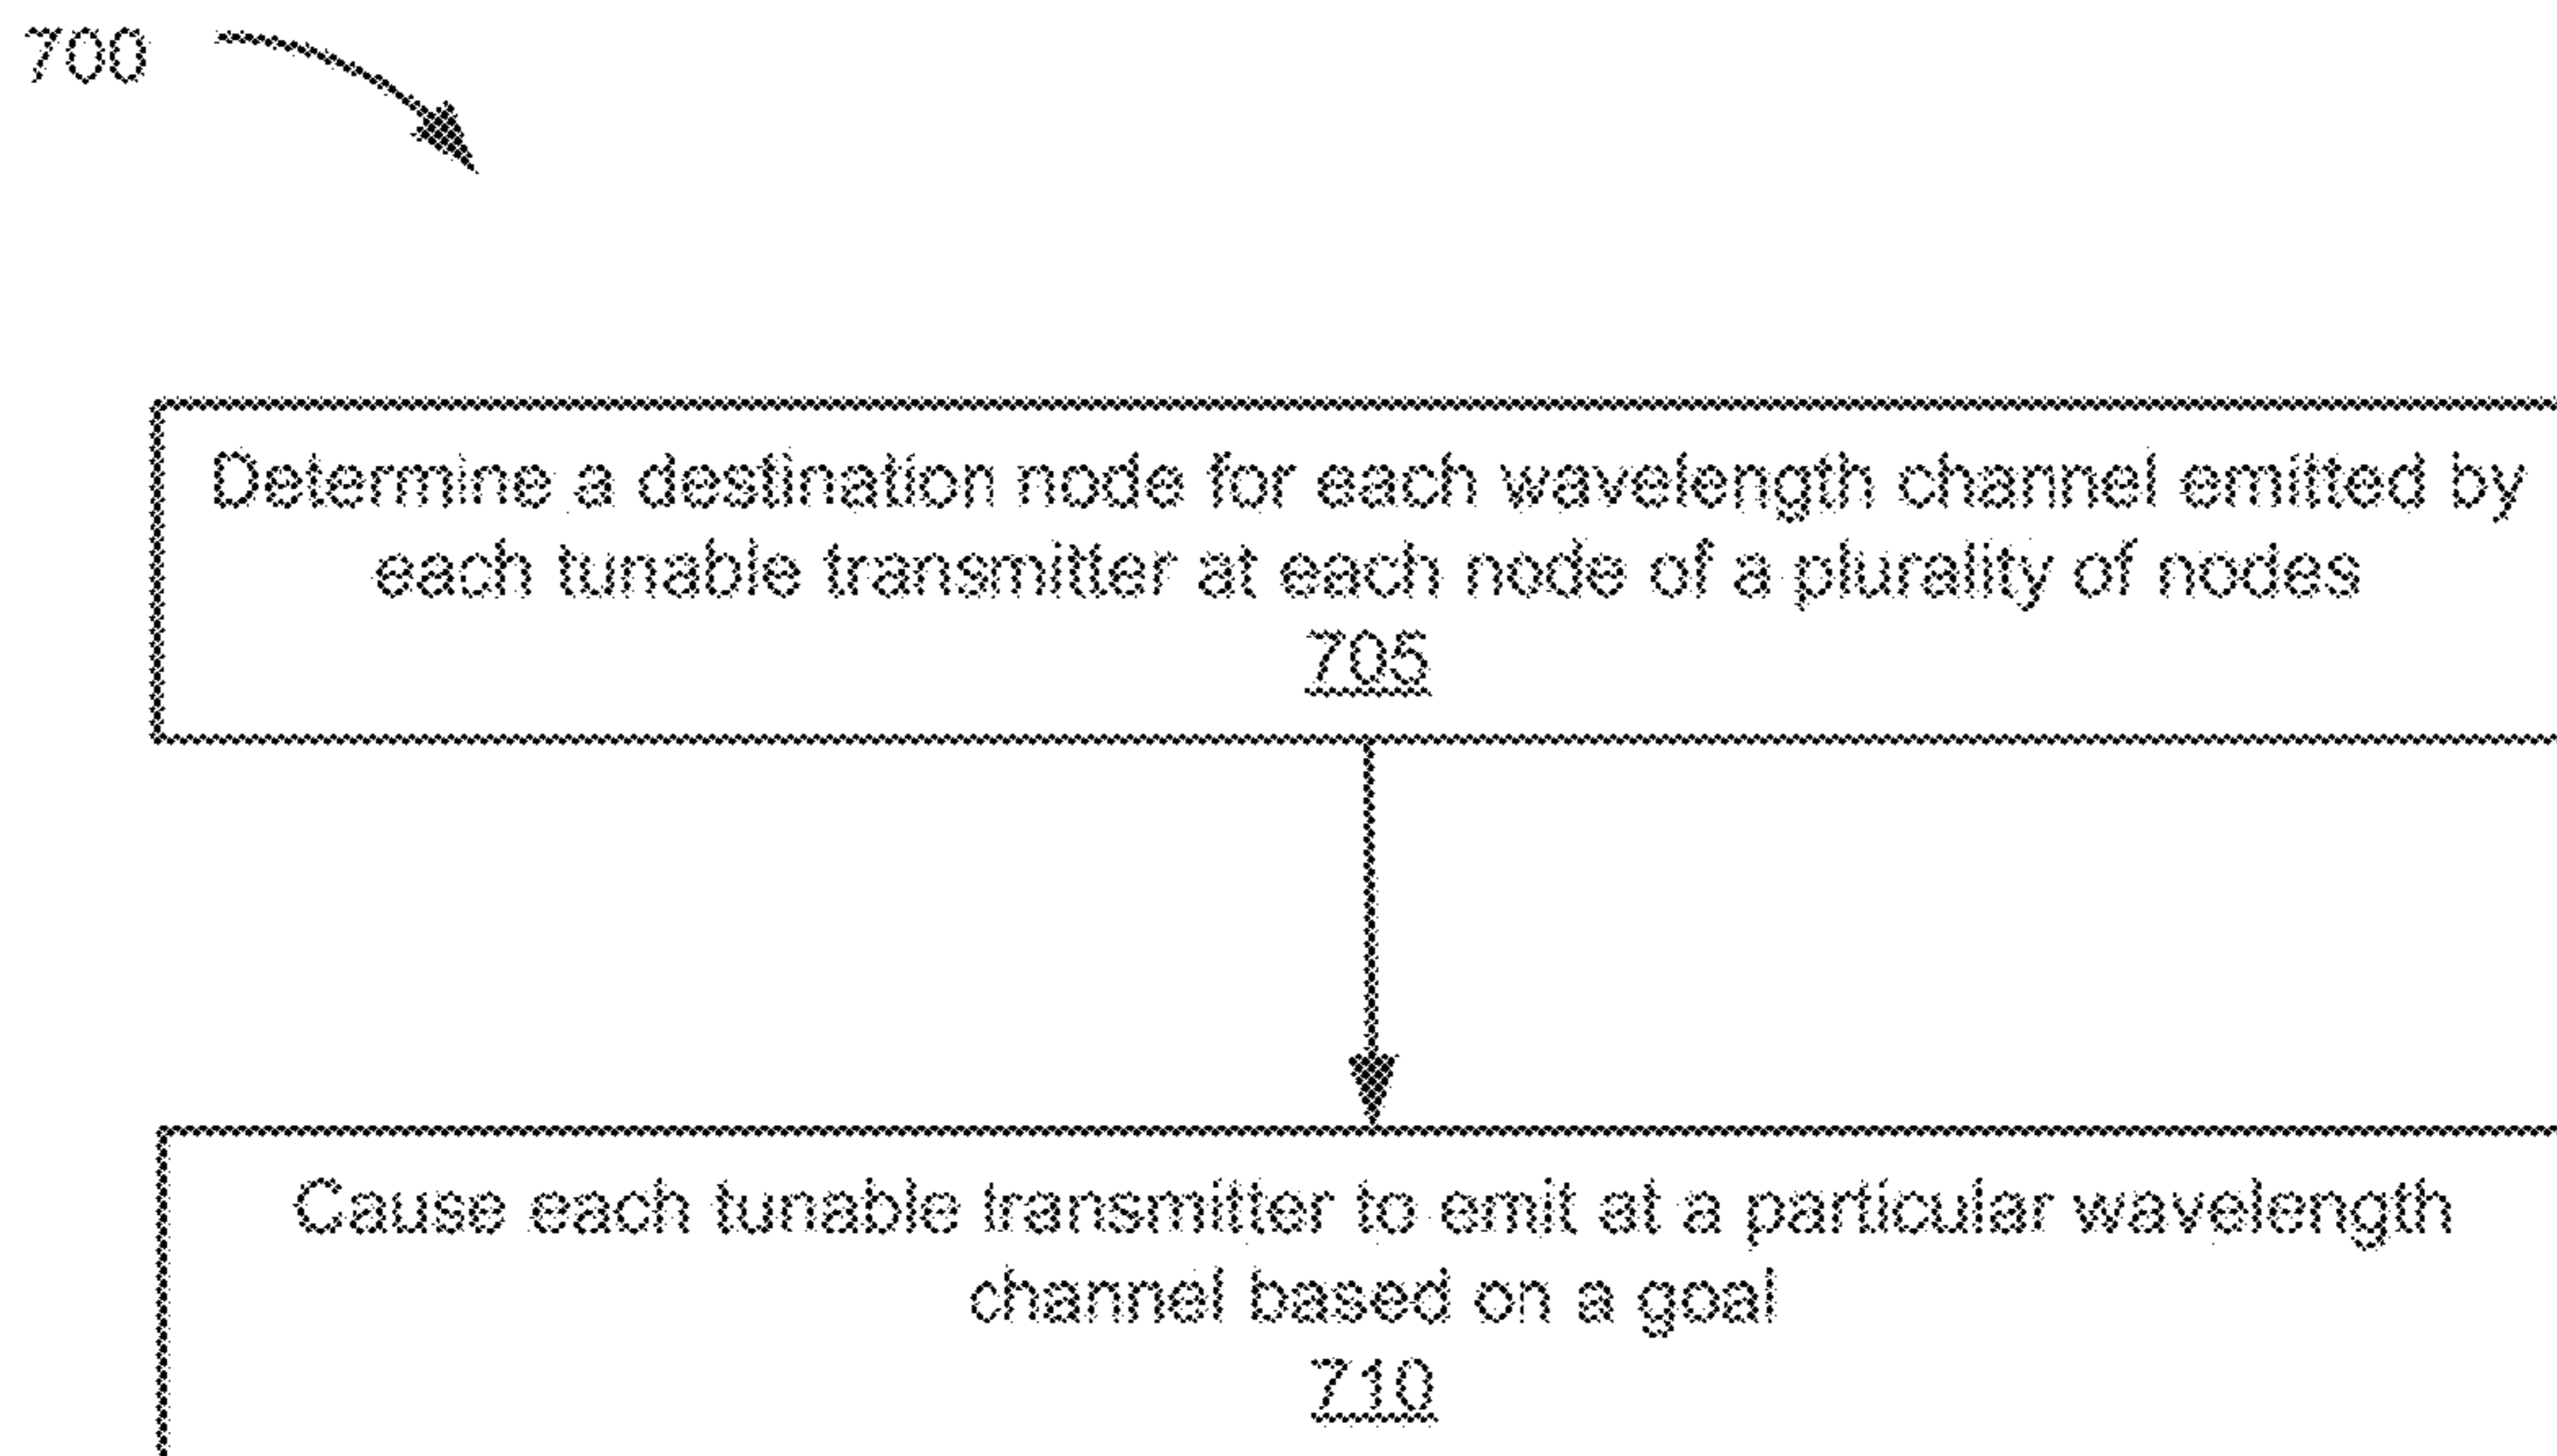 700
Determine a destination node for each wavelength channel emitted by
each tunable transmitter at each node of a plurality of nodes
705
Cause each tunable transmitter to emit at a particular wavelength
channel based on a goal
710